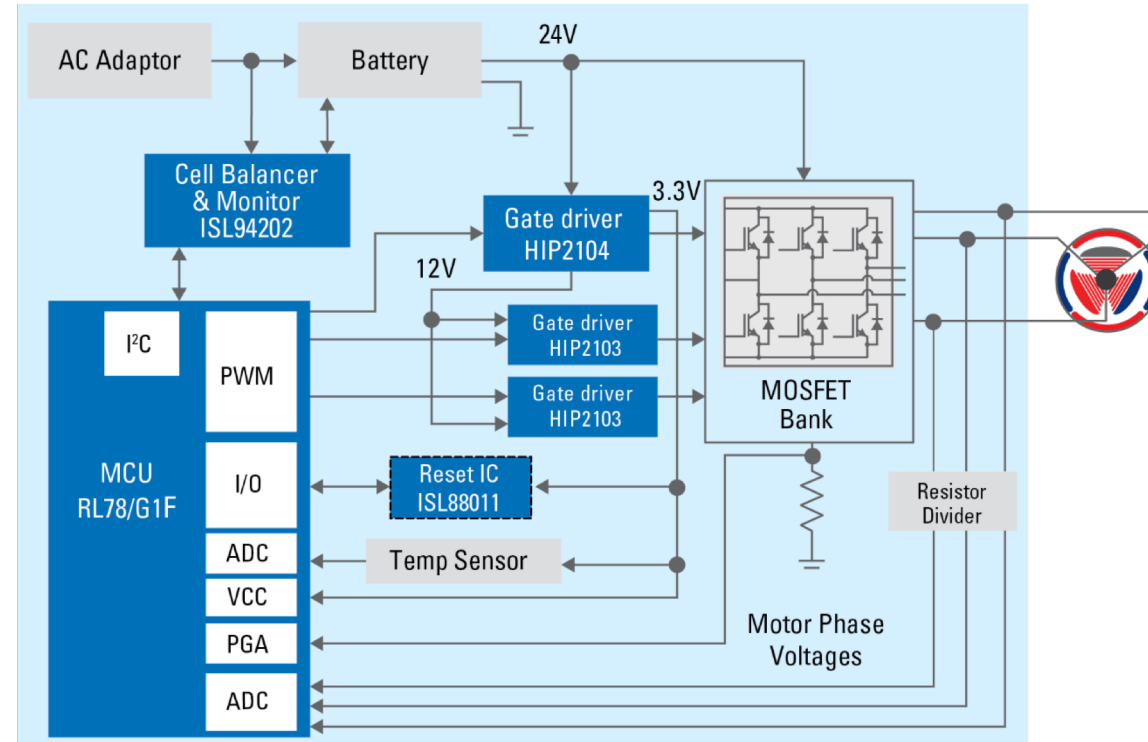 AC Adaptor
Battery
24V
Cell Balancer
& Monitor
ISL94202
Gate driver
HIP2104
3.3V
12V
Gate driver
HIP2103
Gate driver
HIP2103
MOSFET
Bank
I²C
PWM
MCU
RL78/G1F
I/O
Reset IC
ISL88011
Resistor
Divider
ADC
Temp Sensor
VCC
PGA
Motor Phase
Voltages
ADC